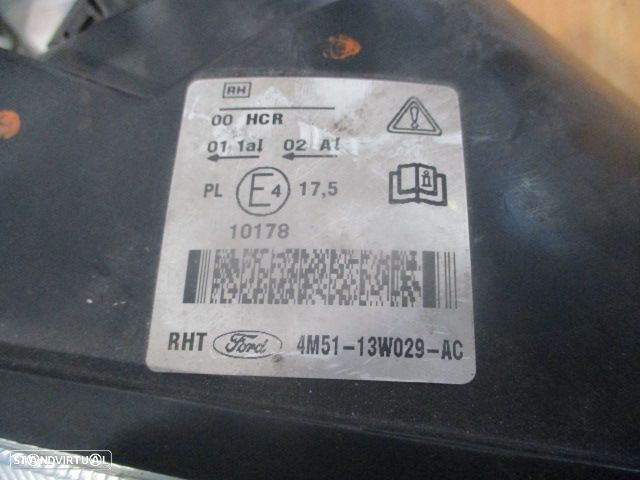 RH
00 HCR
01 1al 02 Al
PL E4 17,5
10178
RHT Ford 4M51-13W029-AC
STANDVIRTUAL